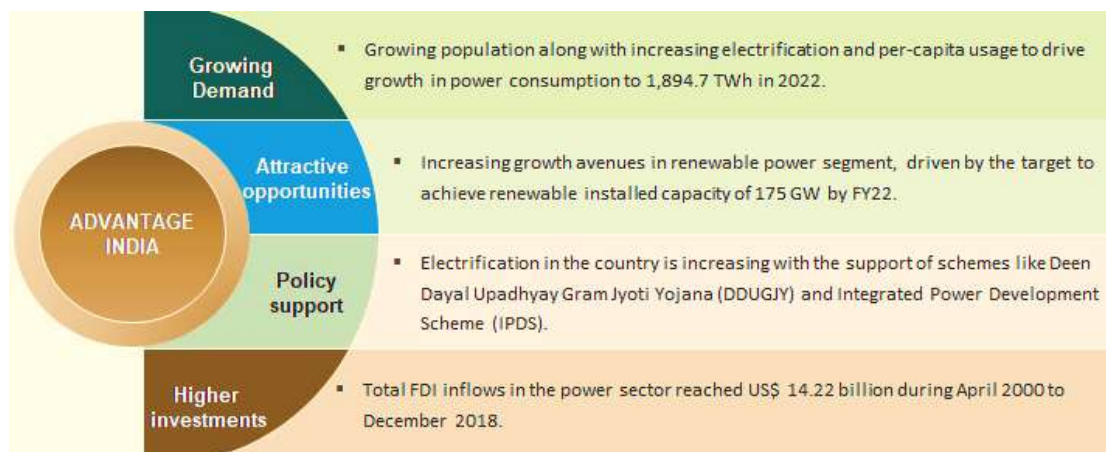 ADVANTAGE
INDIA
Growing
Demand
▪ Growing population along with increasing electrification and per-capita usage to drive
growth in power consumption to 1,894.7 TWh in 2022.
Attractive
opportunities
▪ Increasing growth avenues in renewable power segment, driven by the target to
achieve renewable installed capacity of 175 GW by FY22.
Policy
support
▪ Electrification in the country is increasing with the support of schemes like Deen
Dayal Upadhyay Gram Jyoti Yojana (DDUGJY) and Integrated Power Development
Scheme (IPDS).
Higher
investments
▪ Total FDI inflows in the power sector reached US$ 14.22 billion during April 2000 to
December 2018.